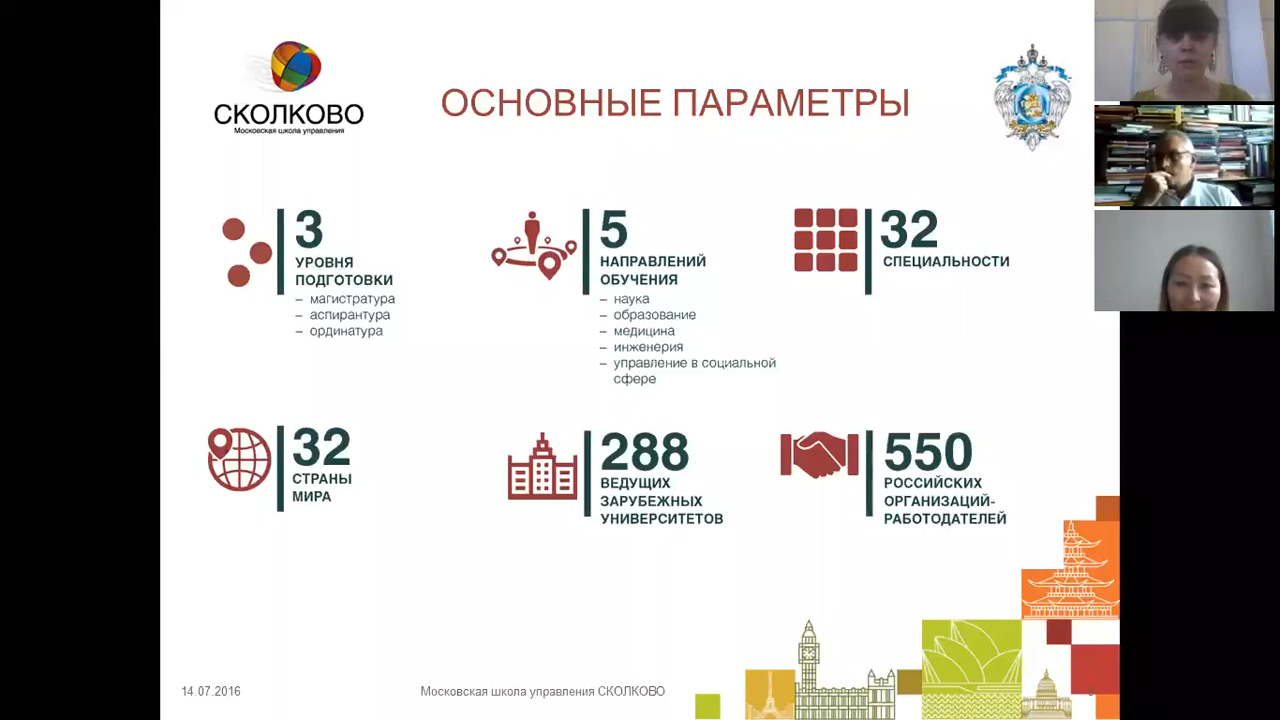 СКОЛКОВО
Московская школа управления
ОСНОВНЫЕ ПАРАМЕТРЫ
3
УРОВНЯ
ПОДГОТОВКИ
– магистратура
– аспирантура
– ординатура
5
НАПРАВЛЕНИЙ
ОБУЧЕНИЯ
– наука
– образование
– медицина
– инженерия
– управление в социальной
сфере
32
СПЕЦИАЛЬНОСТИ
32
СТРАНЫ
МИРА
288
ВЕДУЩИХ
ЗАРУБЕЖНЫХ
УНИВЕРСИТЕТОВ
550
РОССИЙСКИХ
ОРГАНИЗАЦИЙ-
РАБОТОДАТЕЛЕЙ
14.07.2016
Московская школа управления СКОЛКОВО